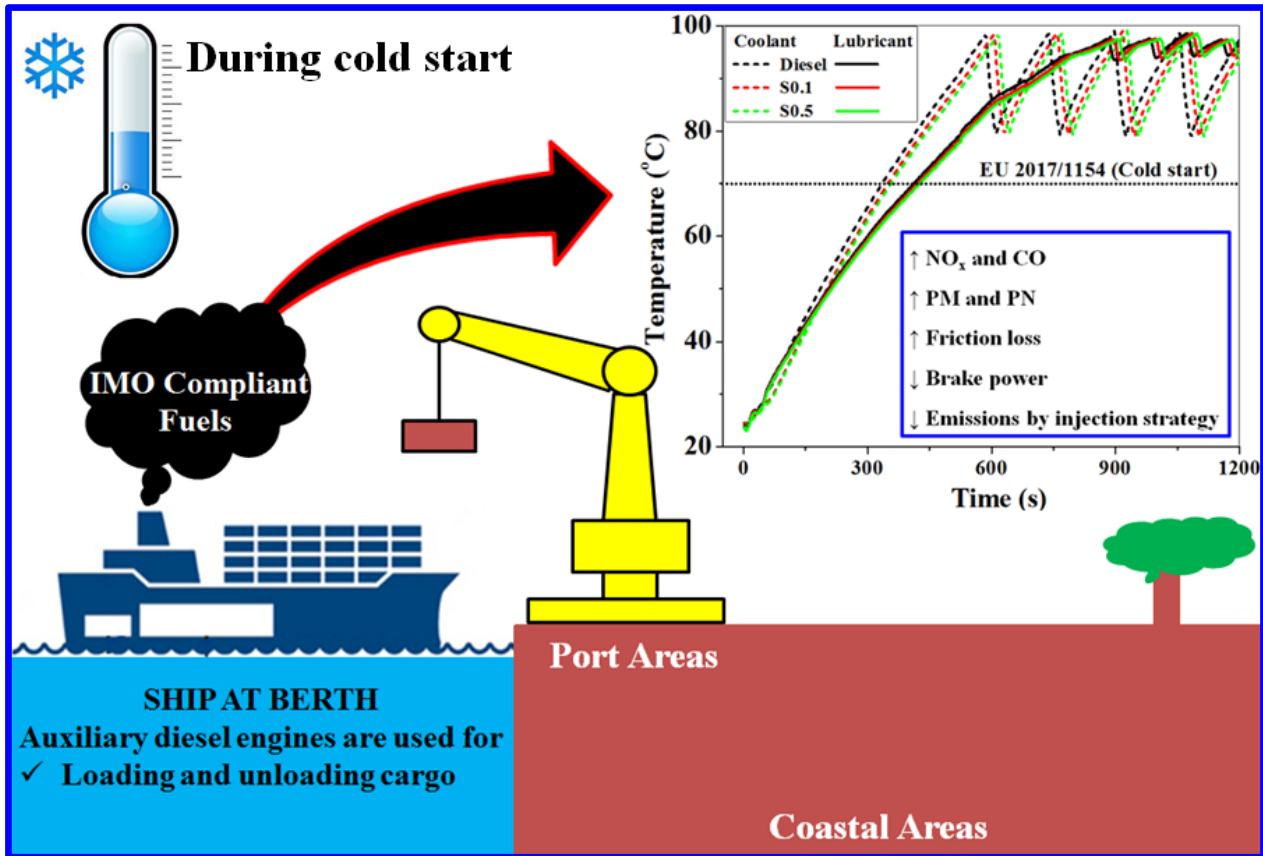 During cold start
IMO Compliant
Fuels
SHIP AT BERTH
Auxiliary diesel engines are used for
✓ Loading and unloading cargo
Port Areas
Coastal Areas
Temperature (°C)
100
80
60
40
20
Coolant Lubricant
Diesel
S0.1
S0.5
EU 2017/1154 (Cold start)
↑ NOx and CO
↑ PM and PN
↑ Friction loss
↓ Brake power
↓ Emissions by injection strategy
0 300 600 900 1200
Time (s)